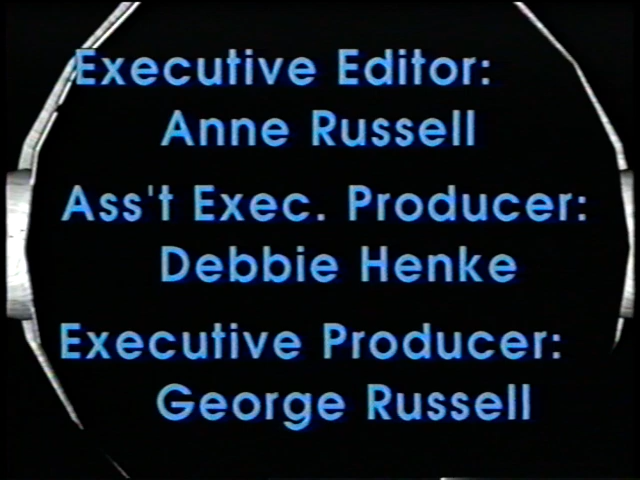 Executive Editor:
Anne Russell
Ass't Exec. Producer:
Debbie Henke
Executive Producer:
George Russell